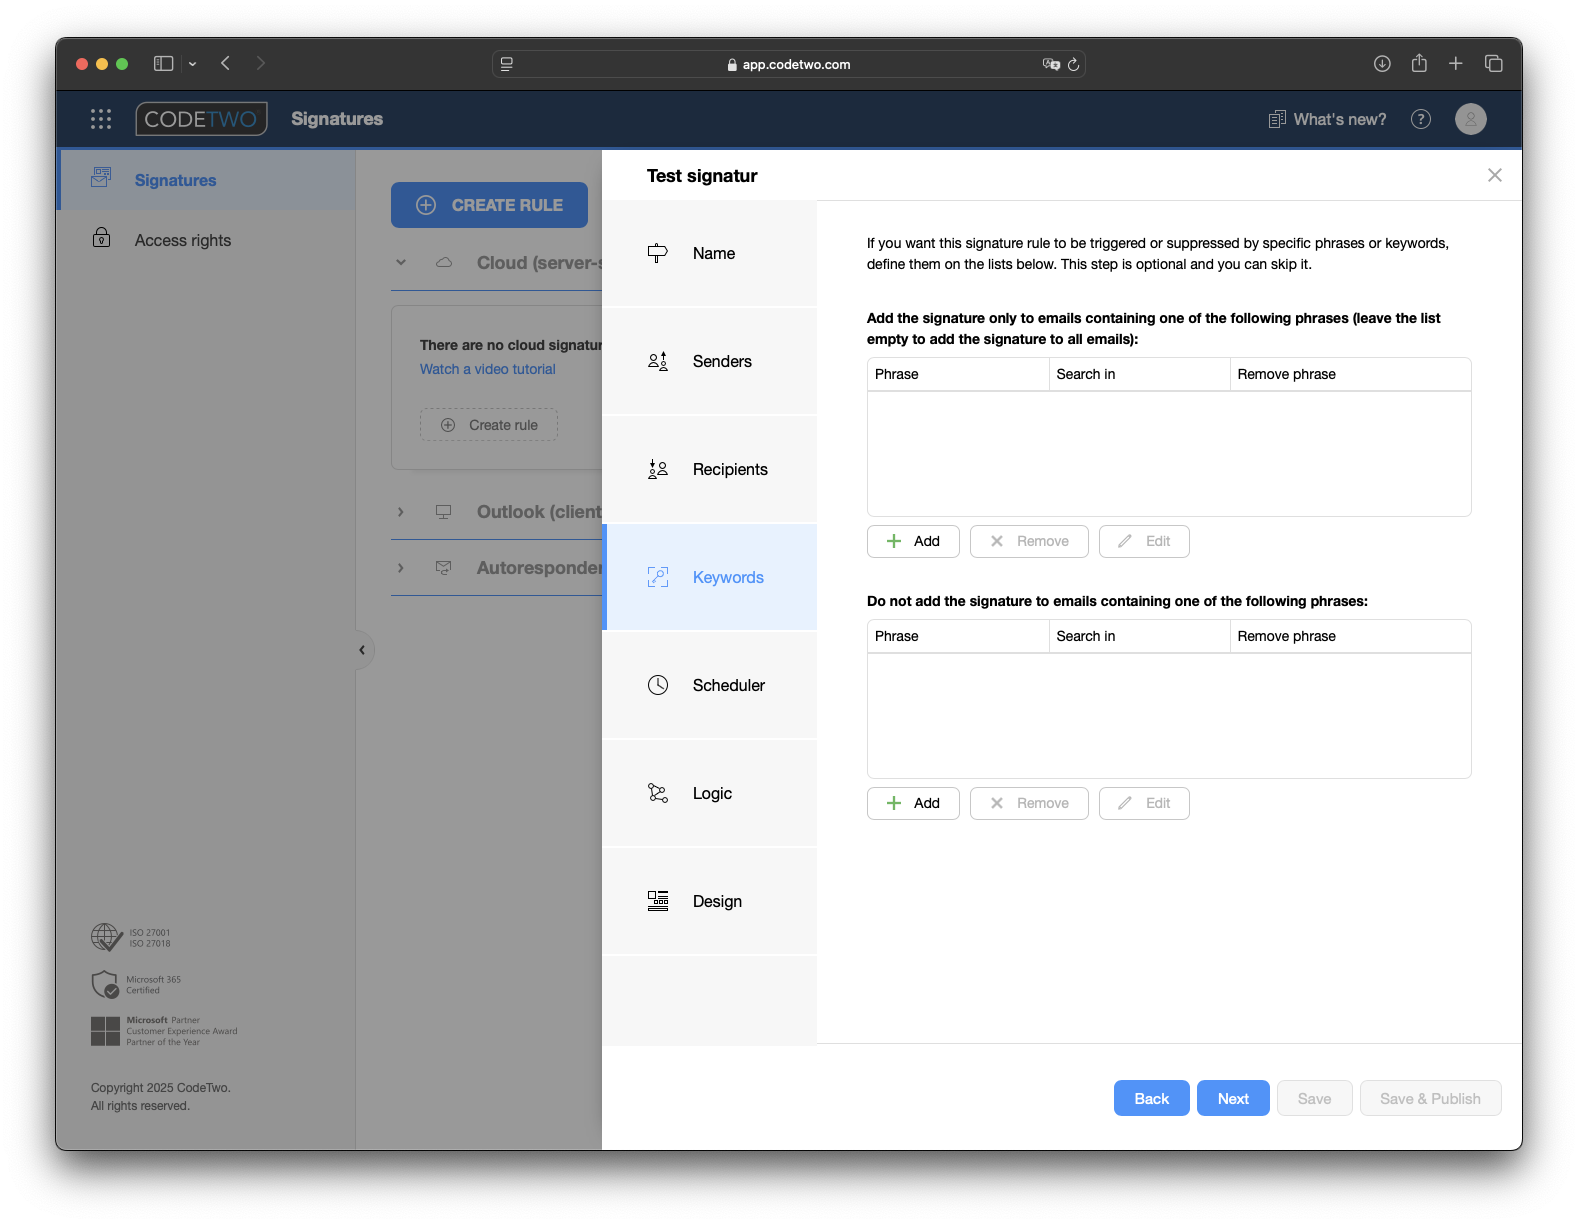 app.codetwo.com
CODETWO
Signatures
What's new?
Signatures
Access rights
CREATE RULE
Cloud (server-s
There are no cloud signatur
Watch a video tutorial
Create rule
Outlook (client
Autoresponder
ISO 27001
ISO 27018
Microsoft 365
Certified
Microsoft Partner
Customer Experience Award
Partner of the Year
Copyright 2025 CodeTwo.
All rights reserved.
Test signatur
Name
Senders
Recipients
Keywords
Scheduler
Logic
Design
If you want this signature rule to be triggered or suppressed by specific phrases or keywords,
define them on the lists below. This step is optional and you can skip it.
Add the signature only to emails containing one of the following phrases (leave the list
empty to add the signature to all emails):
Phrase Search in Remove phrase
Add Remove Edit
Do not add the signature to emails containing one of the following phrases:
Phrase Search in Remove phrase
Add Remove Edit
Back Next Save Save & Publish